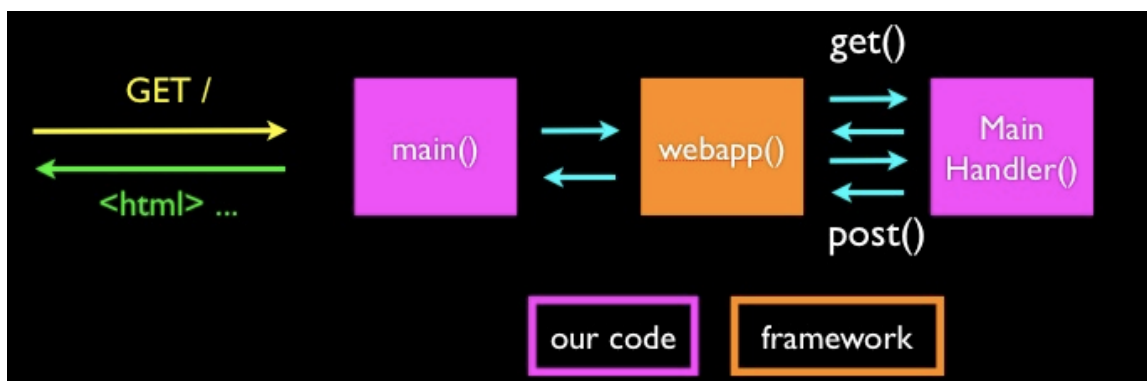 get()
GET /
main()
webapp()
Main
Handler()
<html> ...
post()
our code
framework